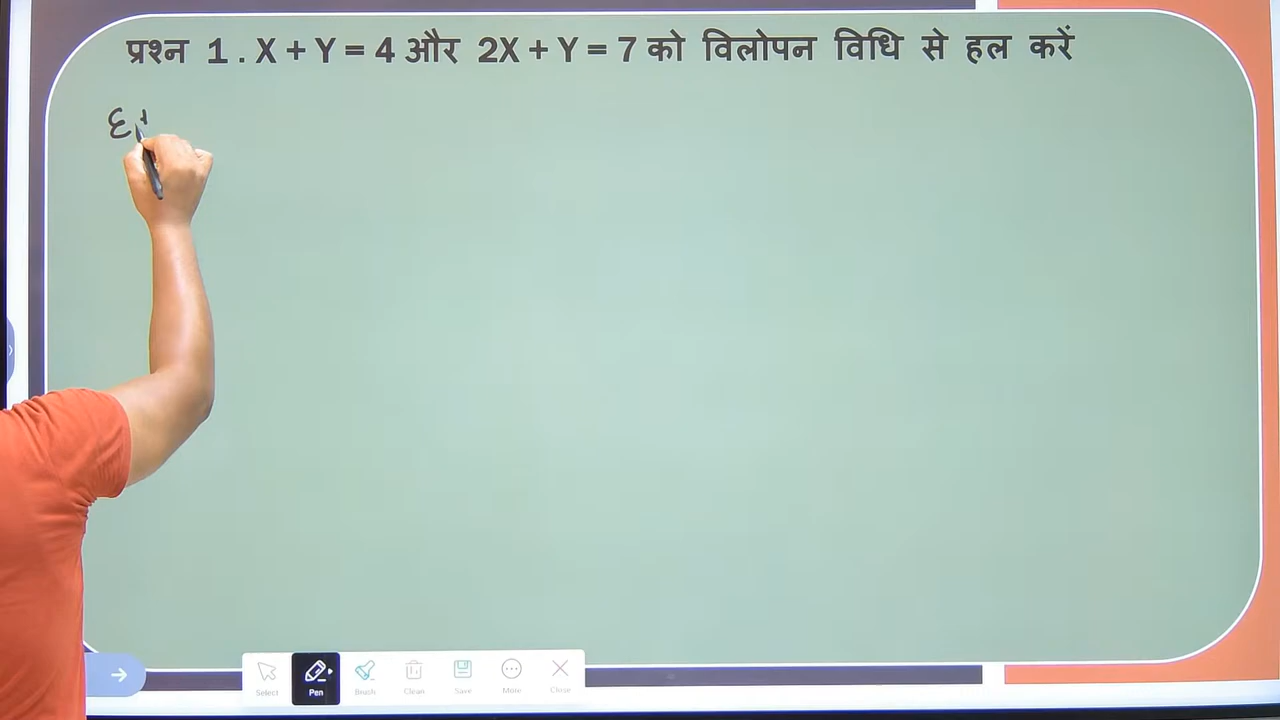 प्रश्न 1 . X + Y = 4 और 2X + Y = 7 को विलोपन विधि से हल करें
Select Pen Brush Clean Save More Close